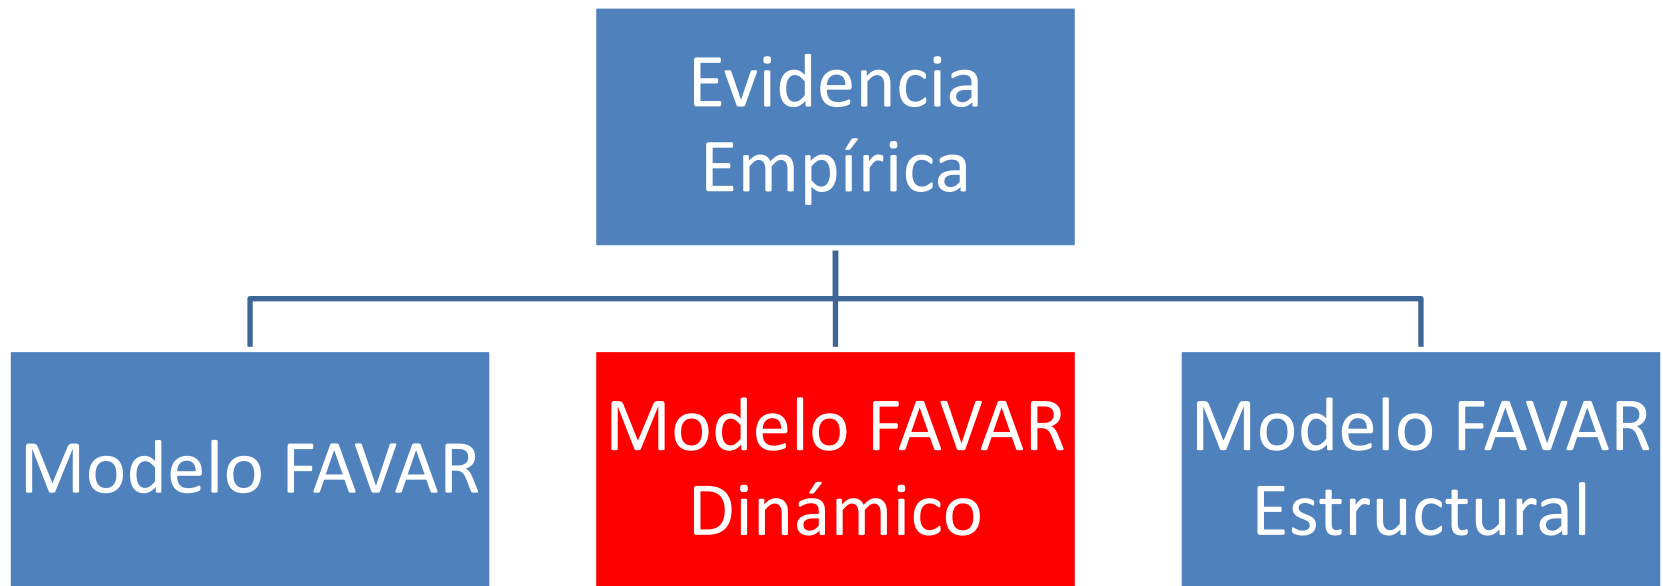 Evidencia
Empírica
Modelo FAVAR
Modelo FAVAR
Dinámico
Modelo FAVAR
Estructural